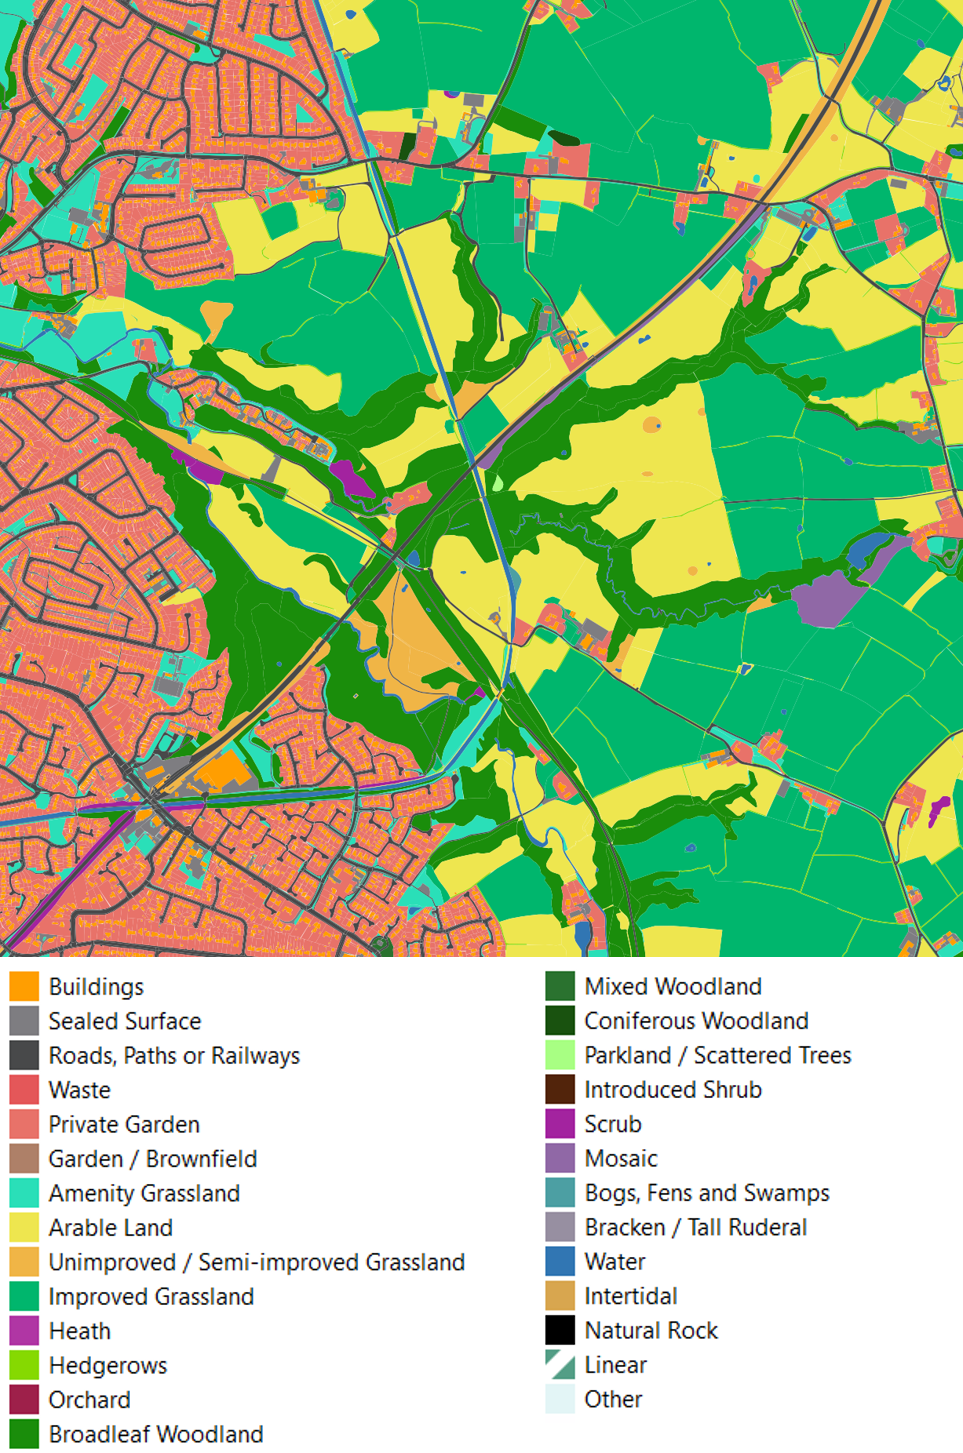 Buildings
Sealed Surface
Roads, Paths or Railways
Waste
Private Garden
Garden / Brownfield
Amenity Grassland
Arable Land
Unimproved / Semi-improved Grassland
Improved Grassland
Heath
Hedgerows
Orchard
Broadleaf Woodland
Mixed Woodland
Coniferous Woodland
Parkland / Scattered Trees
Introduced Shrub
Scrub
Mosaic
Bogs, Fens and Swamps
Bracken / Tall Ruderal
Water
Intertidal
Natural Rock
Linear
Other